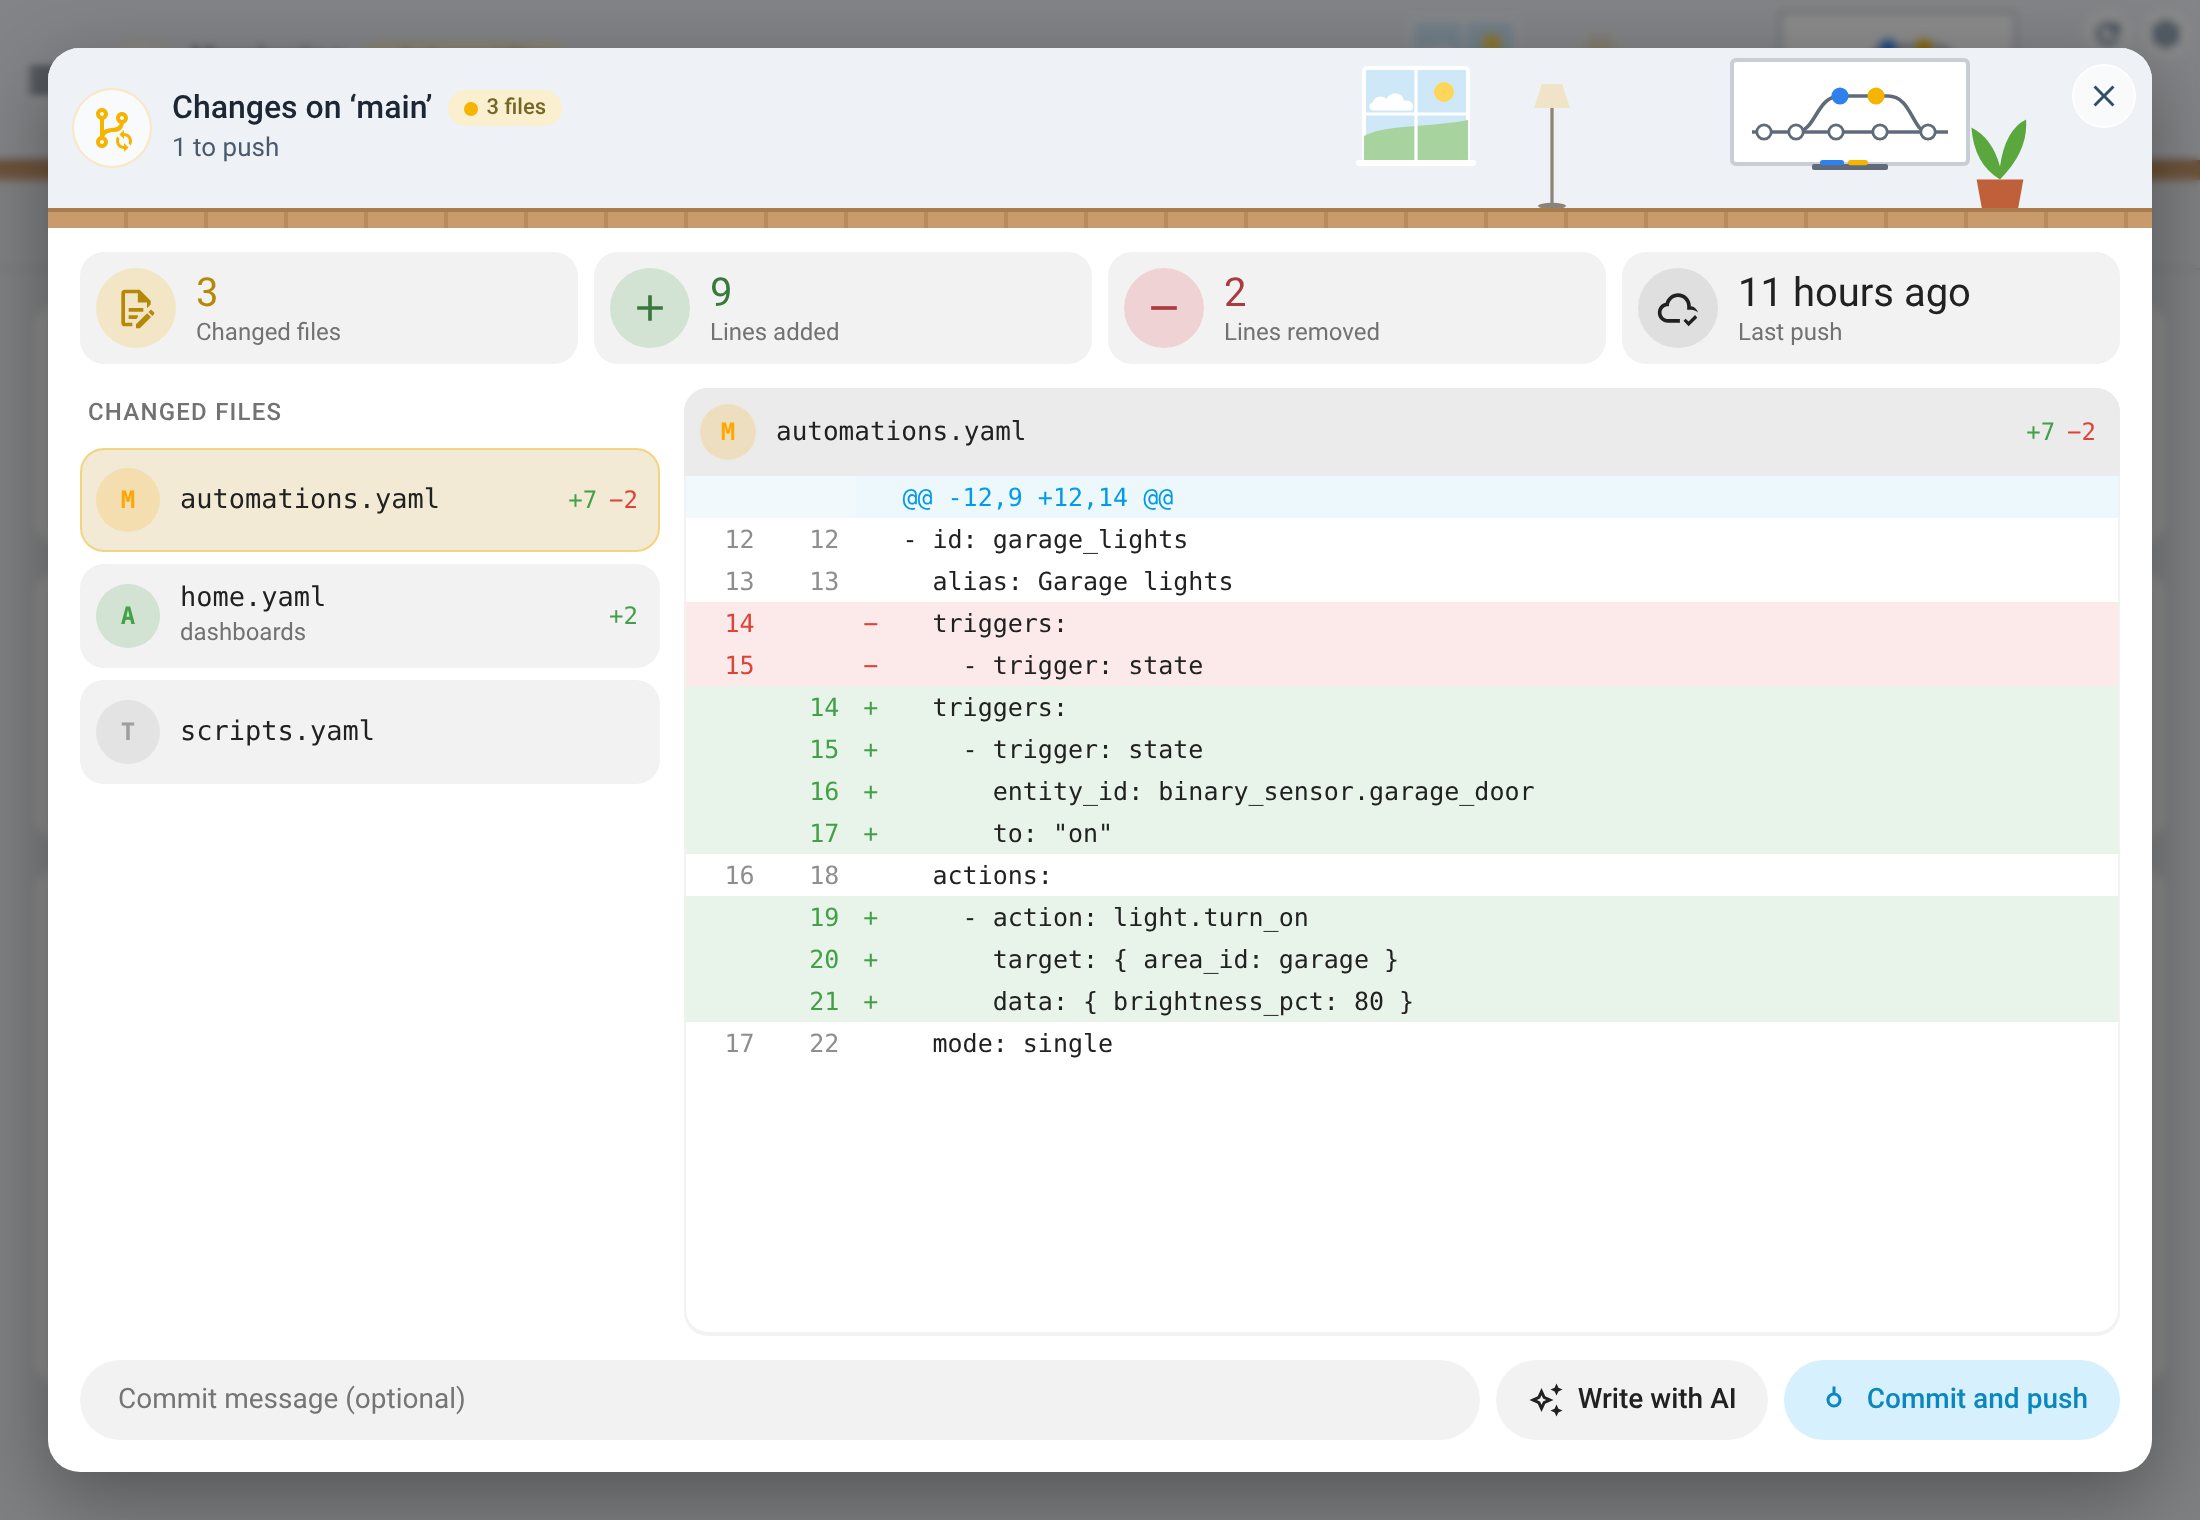 Changes on ‘main’
3 files
1 to push
3
Changed files
9
Lines added
2
Lines removed
11 hours ago
Last push
CHANGED FILES
M automations.yaml +7 −2
A home.yaml +2
dashboards
T scripts.yaml
M automations.yaml +7 −2
@@ -12,9 +12,14 @@
12 12 - id: garage_lights
13 13 alias: Garage lights
14 − triggers:
15 − - trigger: state
14 + triggers:
15 + - trigger: state
16 + entity_id: binary_sensor.garage_door
17 + to: "on"
16 18 actions:
19 + - action: light.turn_on
20 + target: { area_id: garage }
21 + data: { brightness_pct: 80 }
17 22 mode: single
Commit message (optional)
Write with AI
Commit and push